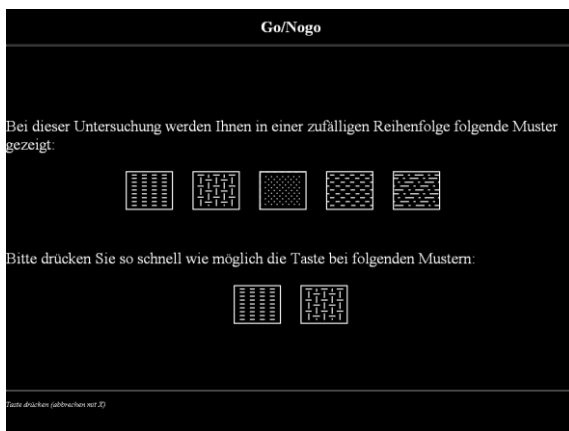 Go/Nogo
Bei dieser Untersuchung werden Ihnen in einer zufälligen Reihenfolge folgende Muster
gezeigt:
Bitte drücken Sie so schnell wie möglich die Taste bei folgenden Mustern:
Taste drücken (abbrechen mit X)